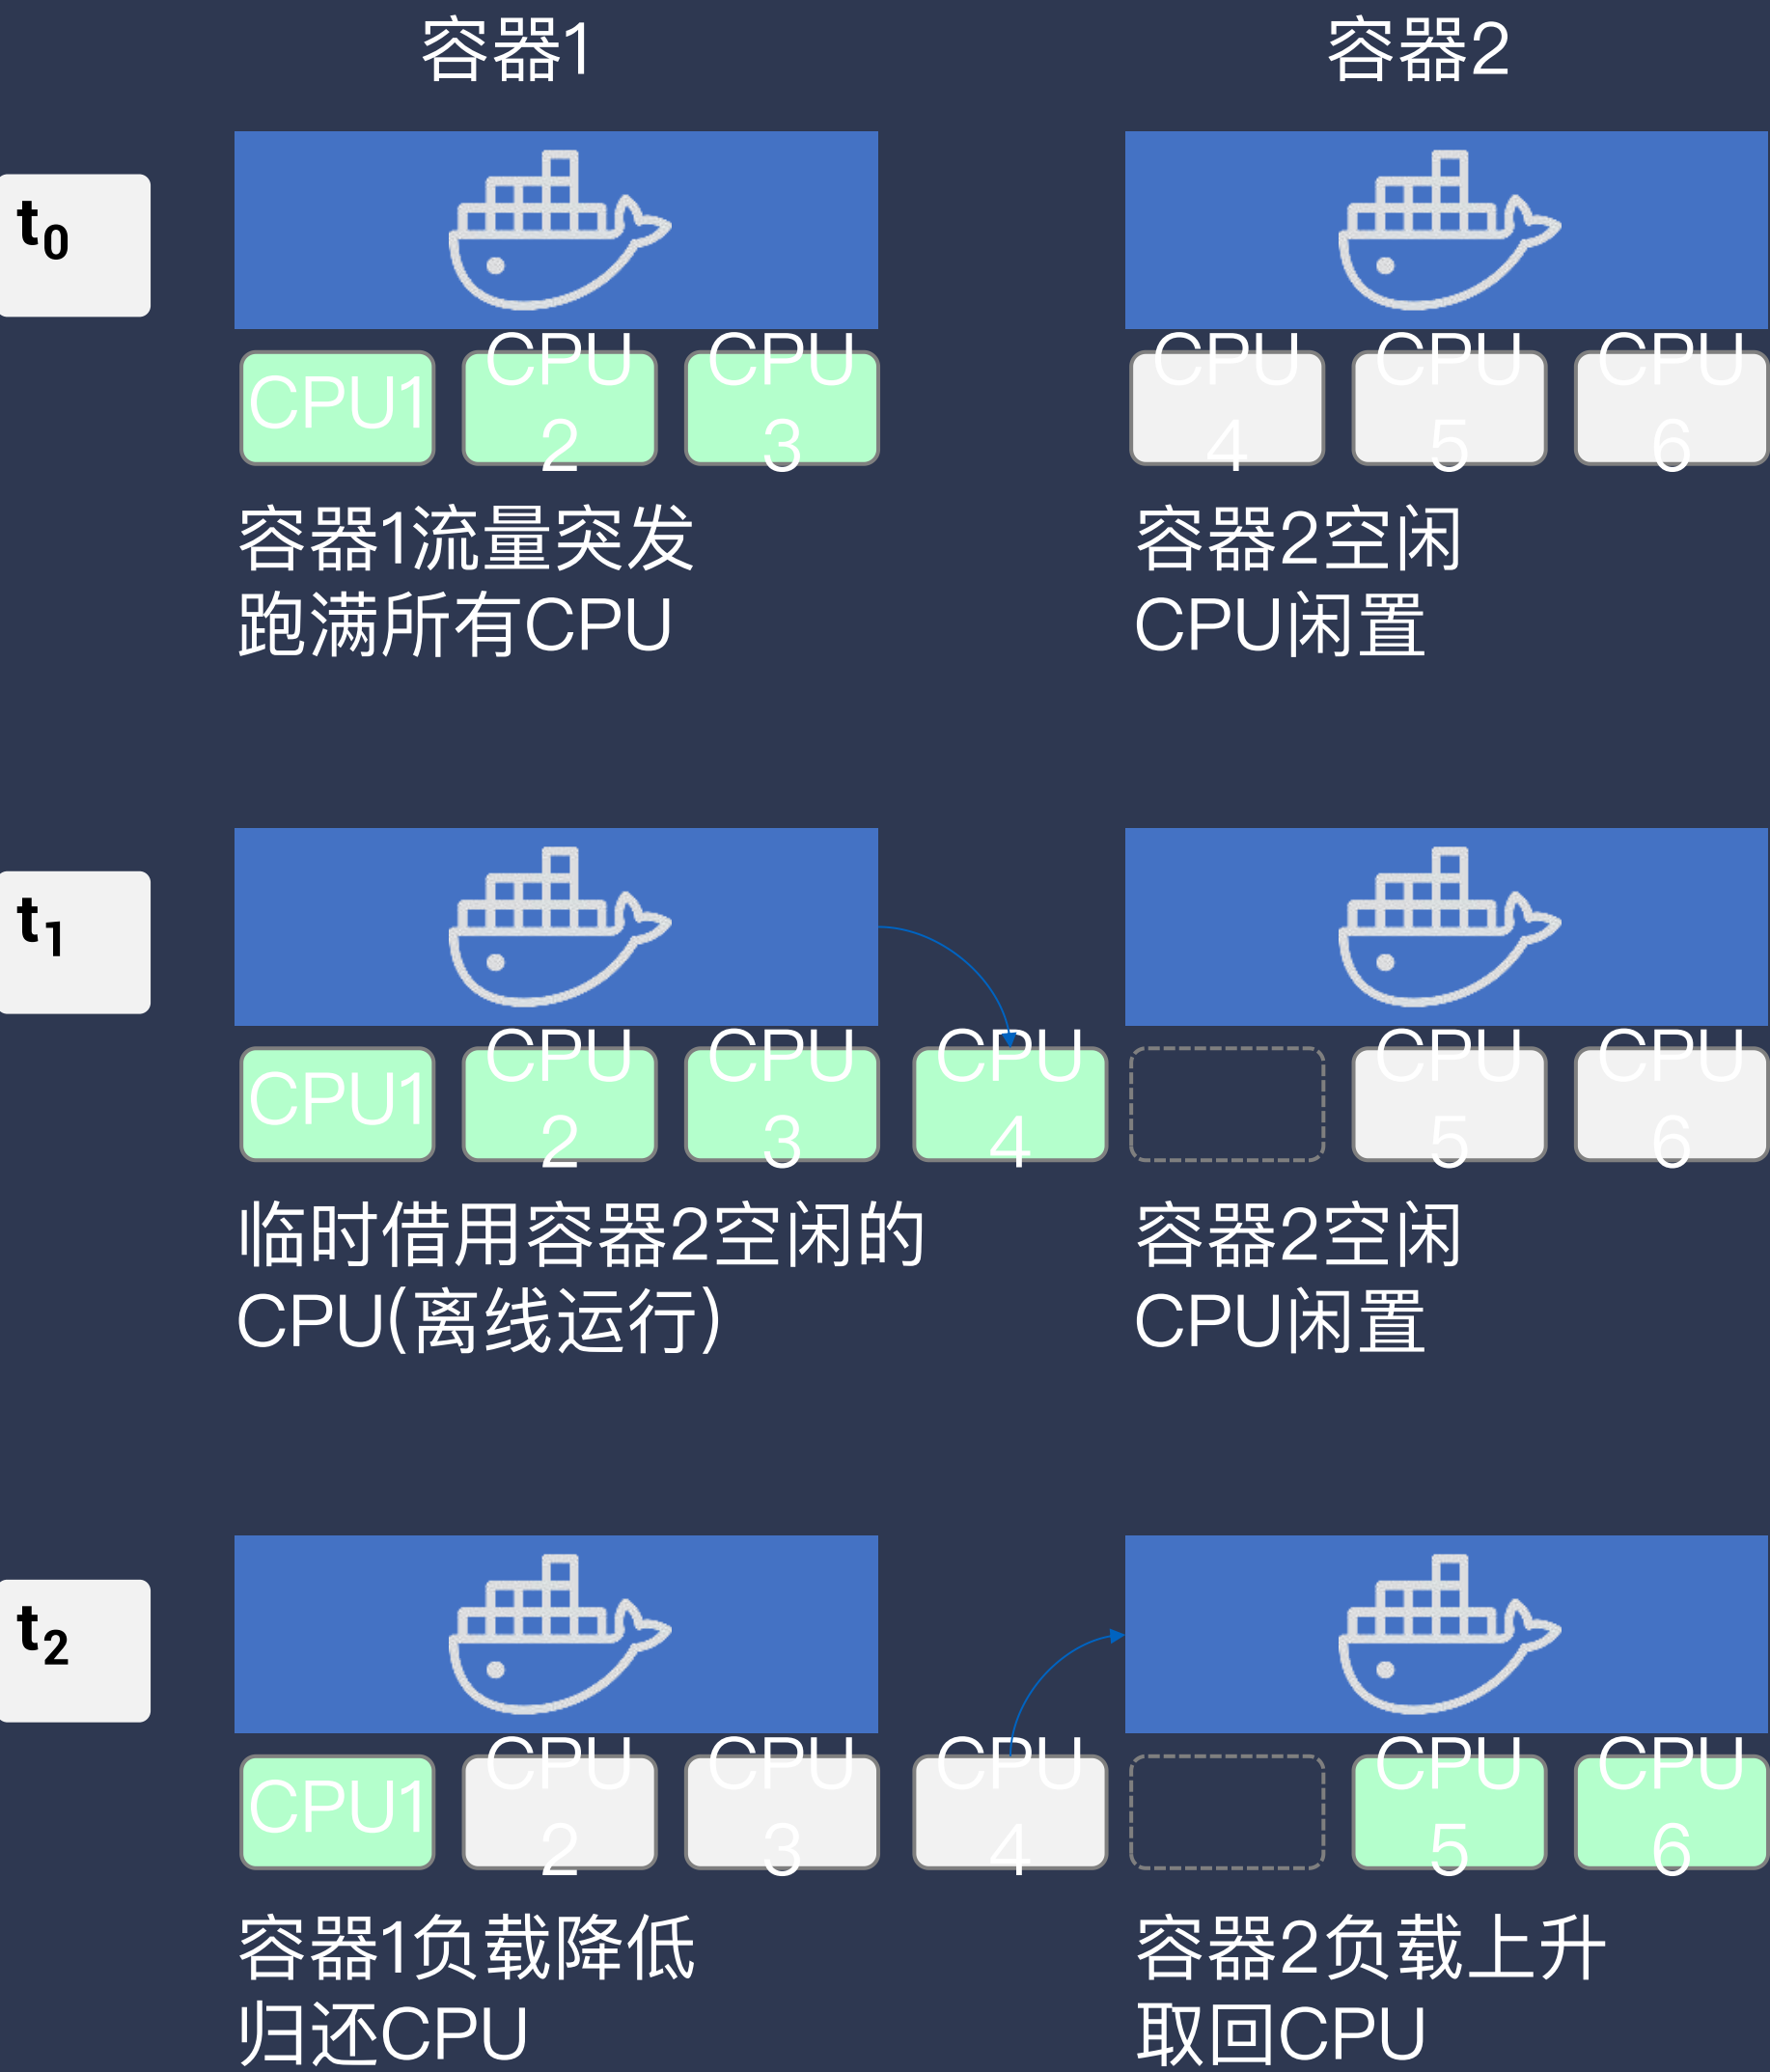 容器1
容器2
t0
CPU1
CPU
2
CPU
3
CPU
4
CPU
5
CPU
6
容器1流量突发
跑满所有CPU
容器2空闲
CPU闲置
t1
CPU1
CPU
2
CPU
3
CPU
4
CPU
5
CPU
6
临时借用容器2空闲的
CPU(离线运行)
容器2空闲
CPU闲置
t2
CPU1
CPU
2
CPU
3
CPU
4
CPU
5
CPU
6
容器1负载降低
归还CPU
容器2负载上升
取回CPU